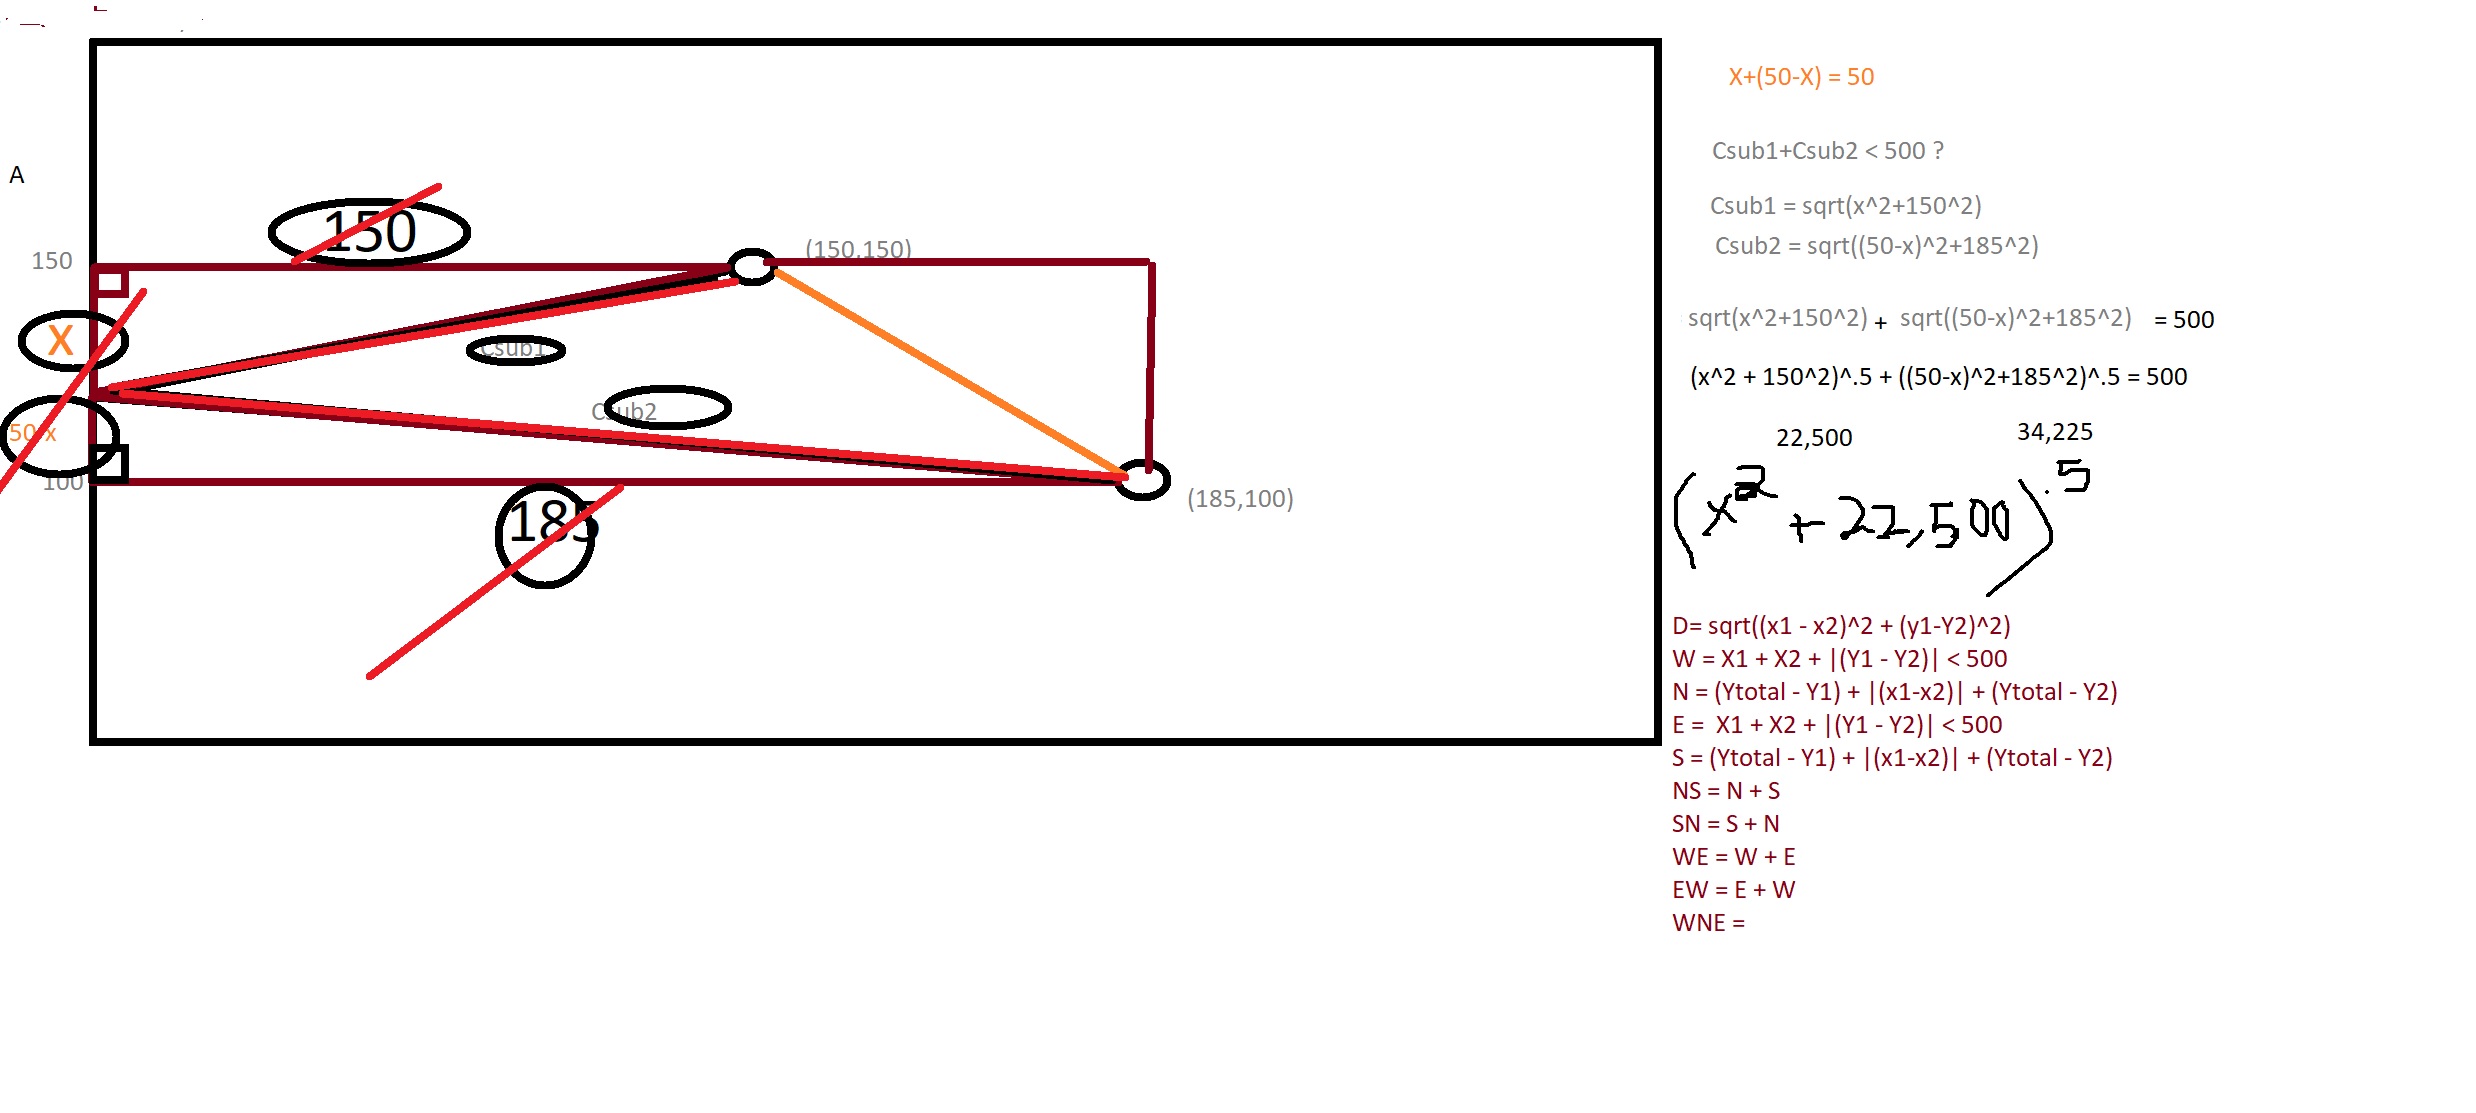 A
150
150
(150,150)
X
Csub1
50-x
Csub2
100
185
(185,100)
X+(50-X) = 50
Csub1+Csub2 < 500 ?
Csub1 = sqrt(x^2+150^2)
Csub2 = sqrt((50-x)^2+185^2)
sqrt(x^2+150^2) + sqrt((50-x)^2+185^2) = 500
(x^2 + 150^2)^.5 + ((50-x)^2+185^2)^.5 = 500
22,500 34,225
(x^2 + 22,500)^.5
D= sqrt((x1 - x2)^2 + (y1-Y2)^2)
W = X1 + X2 + |(Y1 - Y2)| < 500
N = (Ytotal - Y1) + |(x1-x2)| + (Ytotal - Y2)
E =  X1 + X2 + |(Y1 - Y2)| < 500
S = (Ytotal - Y1) + |(x1-x2)| + (Ytotal - Y2)
NS = N + S
SN = S + N
WE = W + E
EW = E + W
WNE =